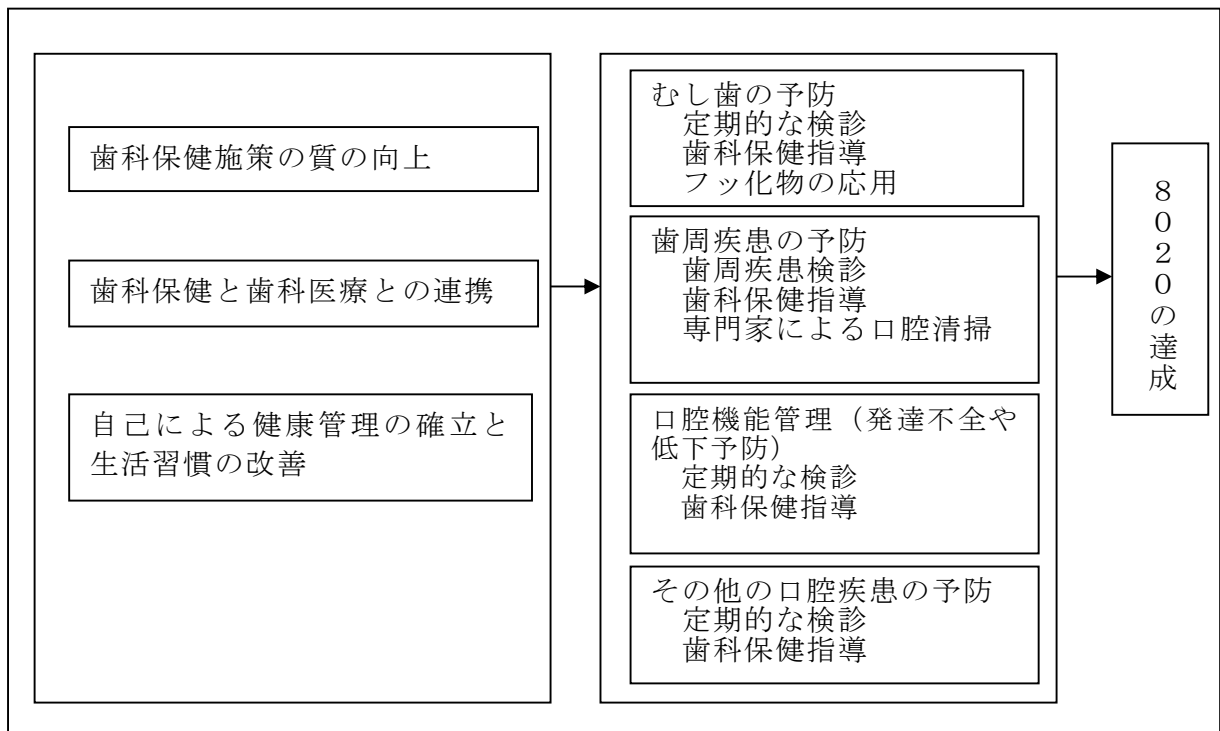 歯科保健施策の質の向上
歯科保健と歯科医療との連携
自己による健康管理の確立と
生活習慣の改善
むし歯の予防
定期的な検診
歯科保健指導
フッ化物の応用
歯周疾患の予防
歯周疾患検診
歯科保健指導
専門家による口腔清掃
口腔機能管理（発達不全や
低下予防）
定期的な検診
歯科保健指導
その他の口腔疾患の予防
定期的な検診
歯科保健指導
８０２０の達成